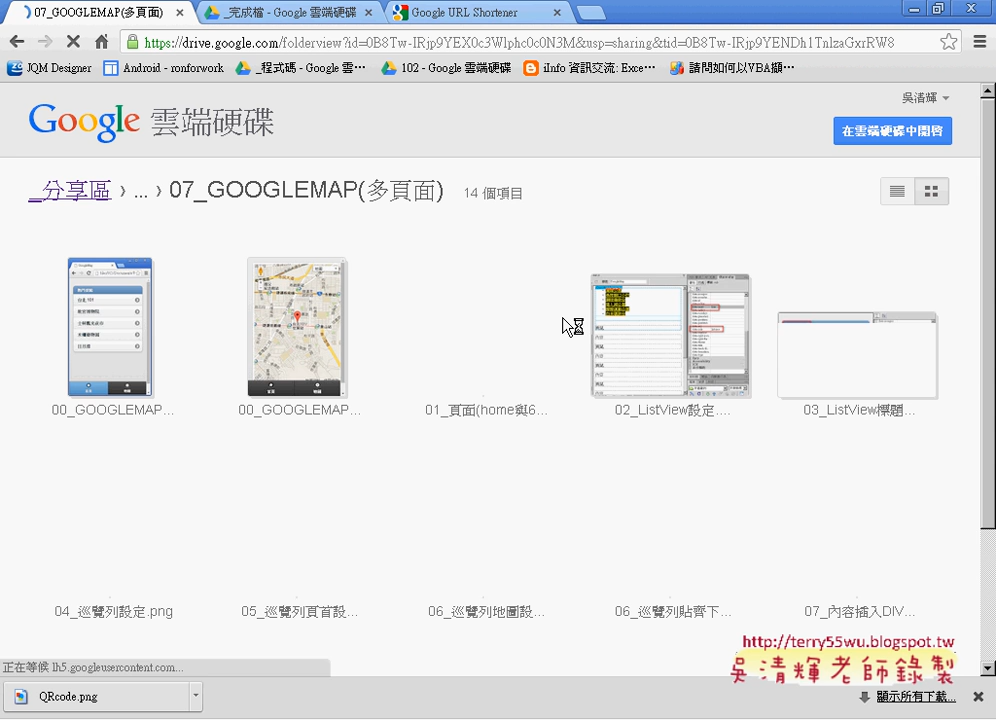 07_GOOGLEMAP(多頁面)
_完成檔 - Google 雲端硬碟
Google URL Shortener
https://drive.google.com/folderview?id=0B8Tw-IRjp9YEX0c3Wlphc0c0N3M&usp=sharing&tid=0B8Tw-IRjp9YENDh1TnlzaGxrRW8
JQM Designer
Android - ronforwork
_程式碼 - Google 雲…
102 - Google 雲端硬碟
iInfo 資訊交流: Exce…
請問如何以VBA擷…
吳清輝
Google 雲端硬碟
在雲端硬碟中開啓
_分享區 › ... › 07_GOOGLEMAP(多頁面) 14 個項目
00_GOOGLEMAP...
00_GOOGLEMAP...
01_頁面(home與6...
02_ListView設定....
03_ListView標題...
04_巡覽列設定.png
05_巡覽列頁首設...
06_巡覽列地圖設...
06_巡覽列貼齊下...
07_內容插入DIV...
http://terry55wu.blogspot.tw
吳清輝老師錄製
正在等候 lh5.googleusercontent.com...
QRcode.png
顯示所有下載...